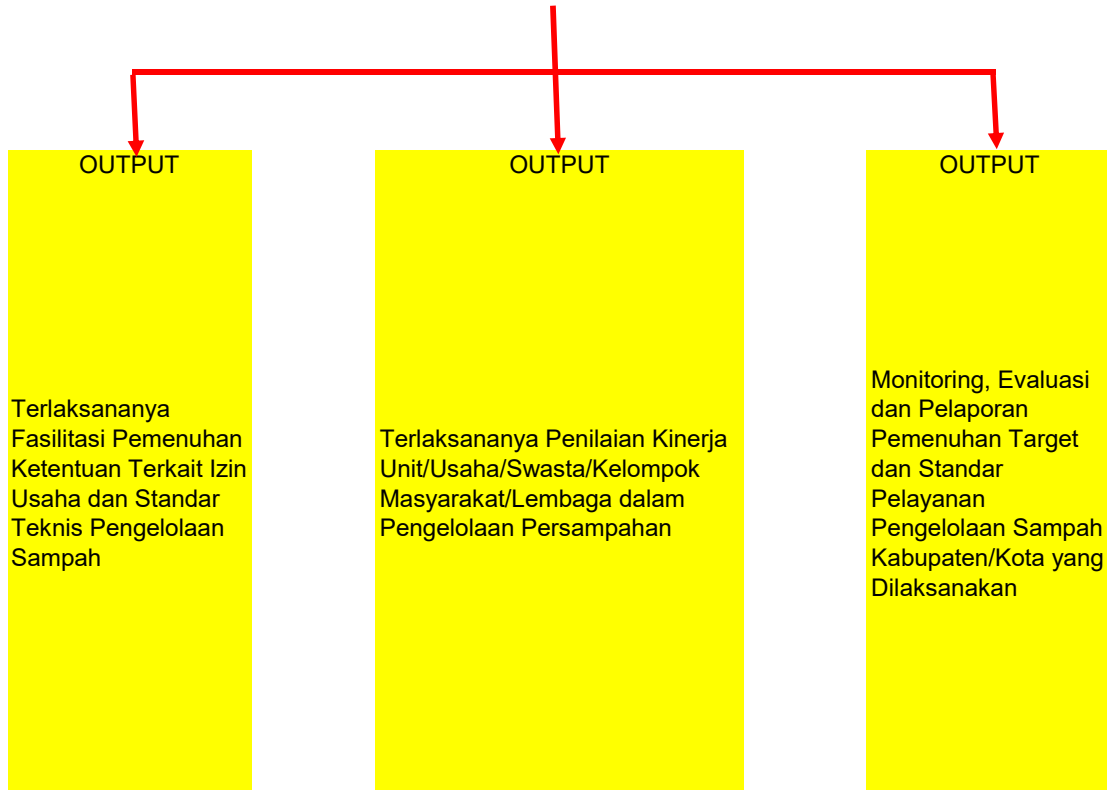 OUTPUT
Terlaksananya
Fasilitasi Pemenuhan
Ketentuan Terkait Izin
Usaha dan Standar
Teknis Pengelolaan
Sampah
OUTPUT
Terlaksananya Penilaian Kinerja
Unit/Usaha/Swasta/Kelompok
Masyarakat/Lembaga dalam
Pengelolaan Persampahan
OUTPUT
Monitoring, Evaluasi
dan Pelaporan
Pemenuhan Target
dan Standar
Pelayanan
Pengelolaan Sampah
Kabupaten/Kota yang
Dilaksanakan